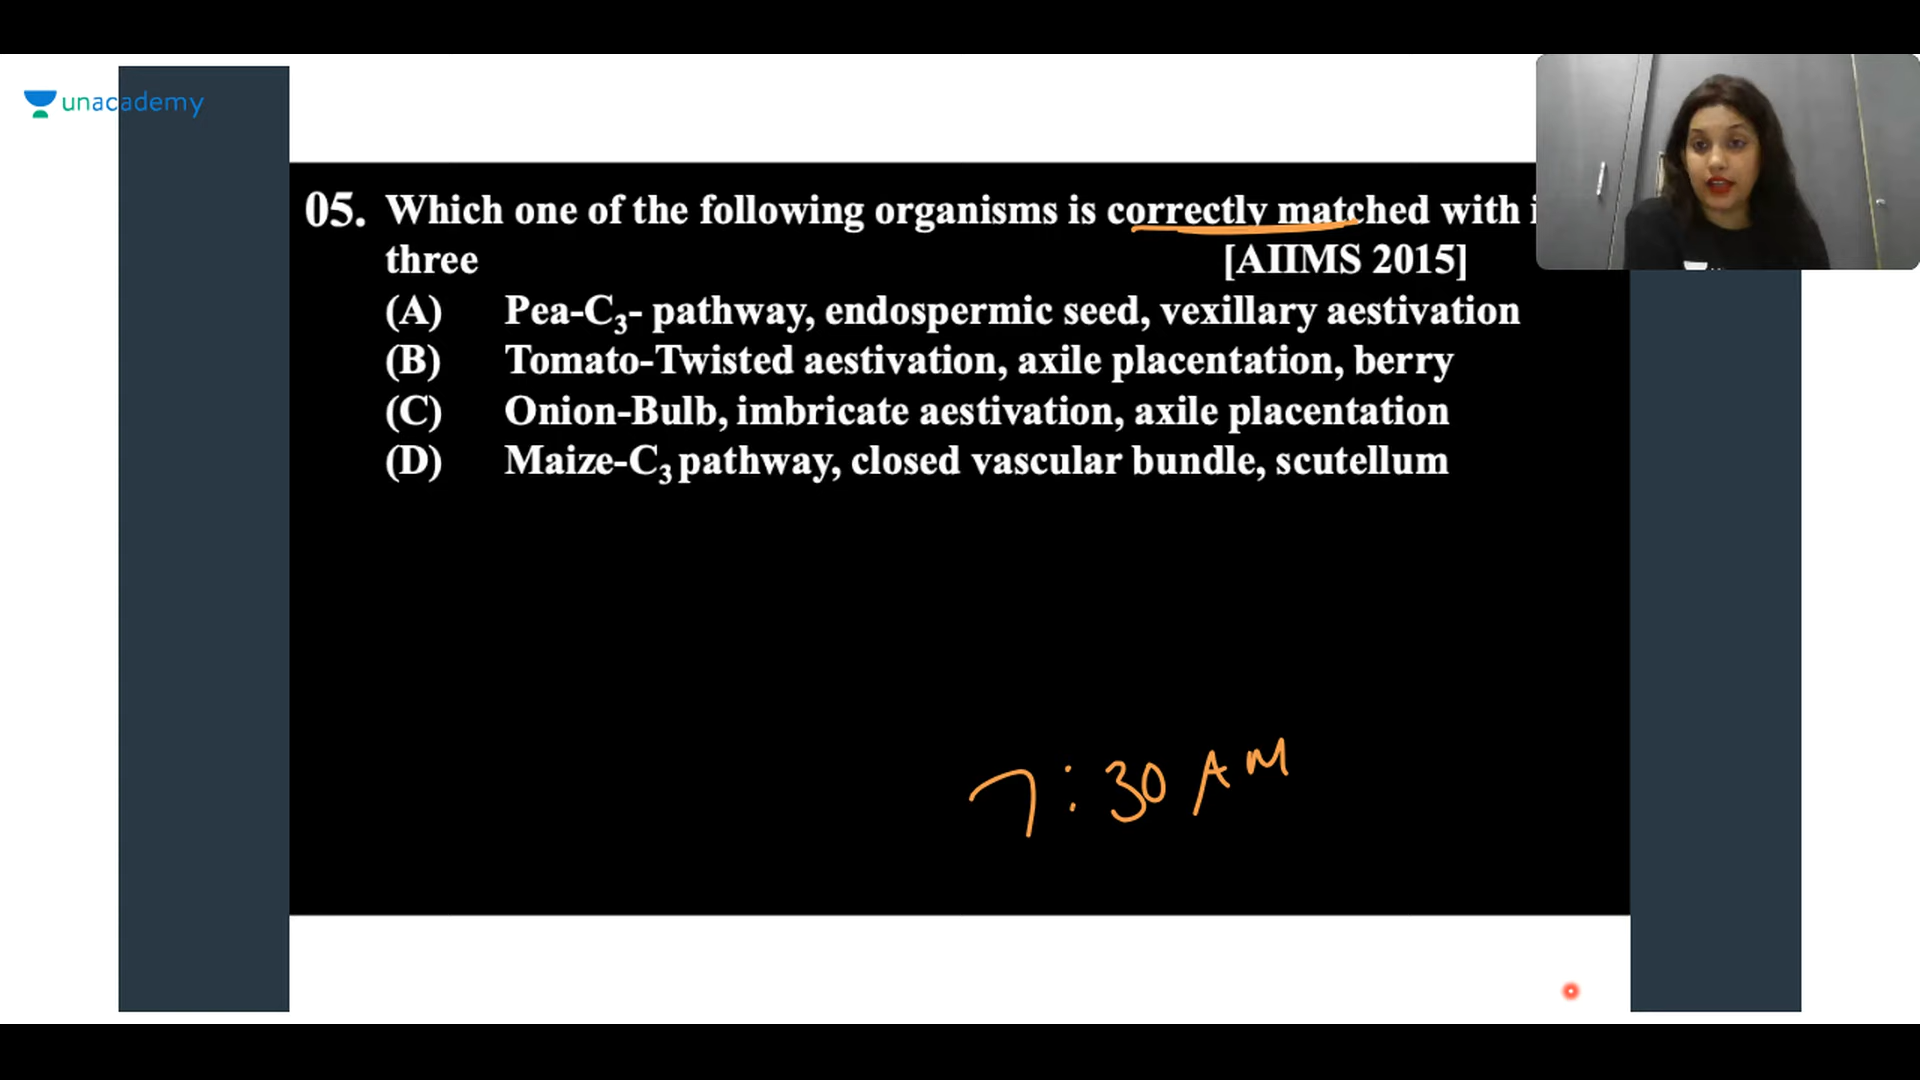 unacademy
05. Which one of the following organisms is correctly matched with
three [AIIMS 2015]
(A) Pea-C₃- pathway, endospermic seed, vexillary aestivation
(B) Tomato-Twisted aestivation, axile placentation, berry
(C) Onion-Bulb, imbricate aestivation, axile placentation
(D) Maize-C₃ pathway, closed vascular bundle, scutellum
7:30 AM